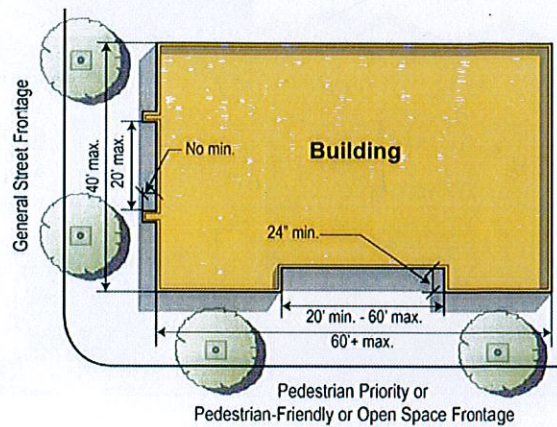 General Street Frontage
40' max.
20' max.
No min.
Building
24" min.
20' min. - 60' max.
60'+ max.
Pedestrian Priority or
Pedestrian-Friendly or Open Space Frontage